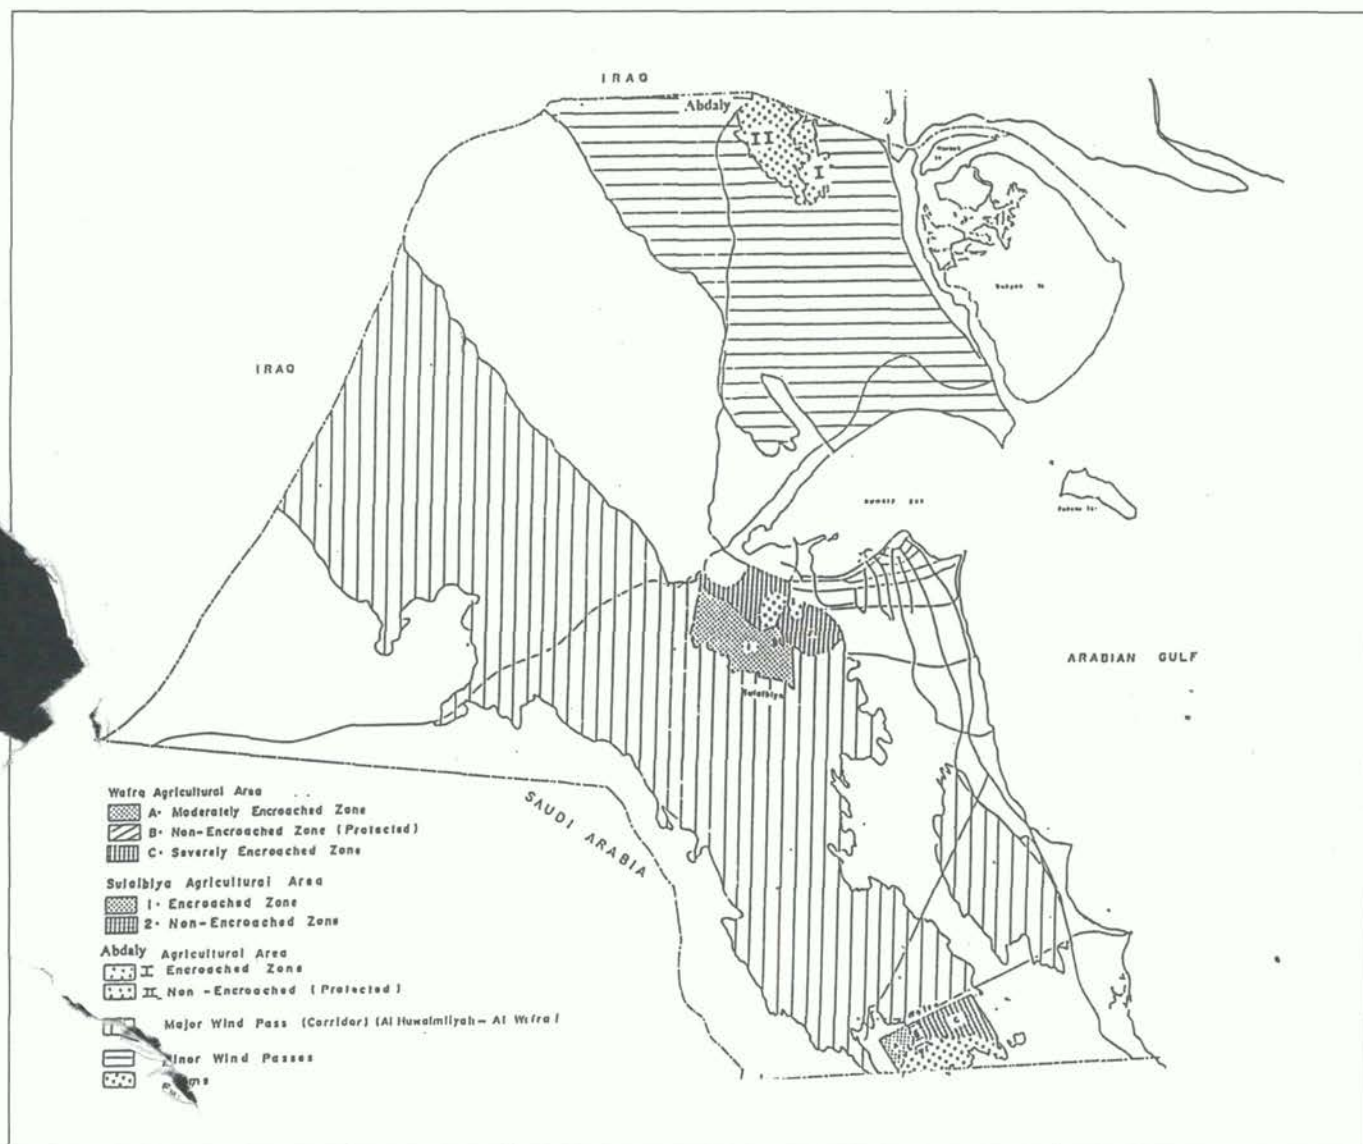 IRAQ
Abdaly
II
I
IRAQ
ARABIAN GULF
Sulaibiya
SAUDI ARABIA
Wafra Agricultural Area
A. Moderately Encroached Zone
B. Non-Encroached Zone (Protected)
C. Severely Encroached Zone
Sulaibiya Agricultural Area
1. Encroached Zone
2. Non-Encroached Zone
Abdaly Agricultural Area
I Encroached Zone
II Non-Encroached (Protected)
Major Wind Pass (Corridor) (Al Huwaimiliyah - Al Wafra)
Minor Wind Passes